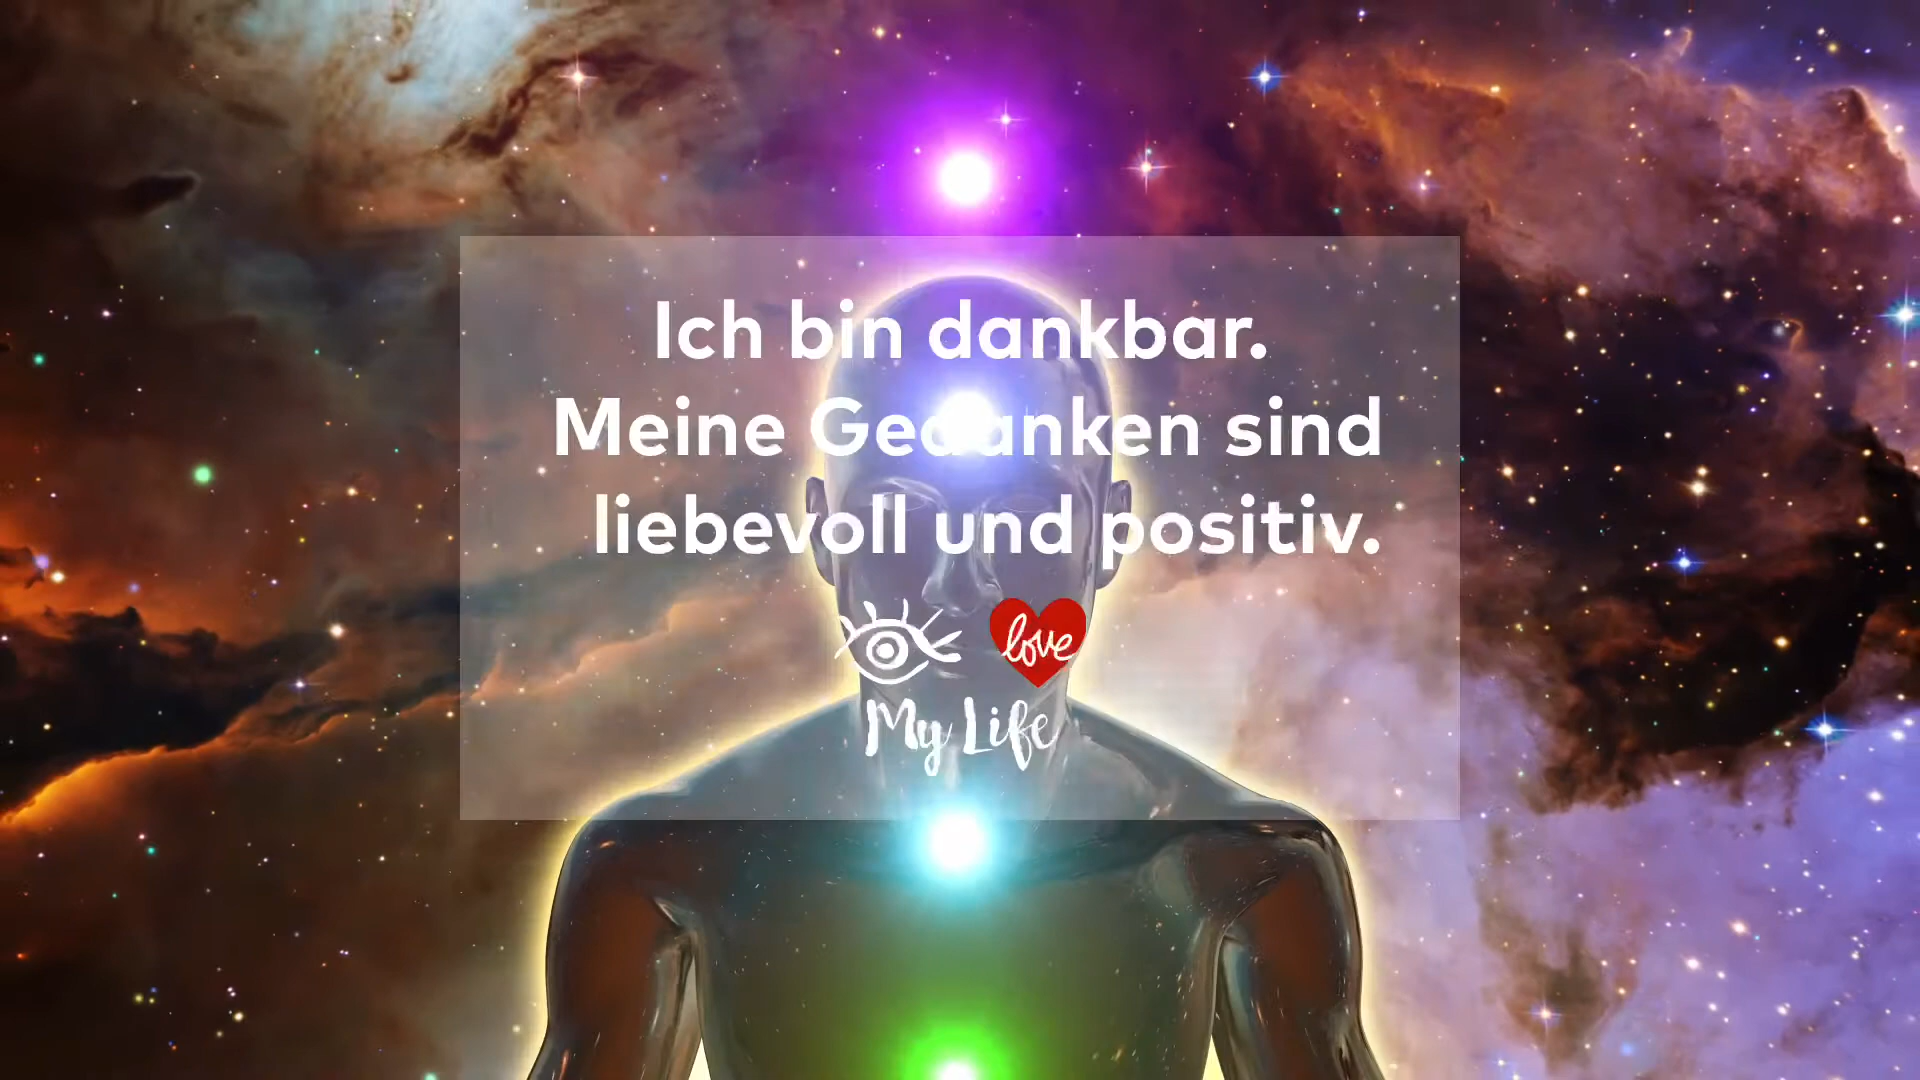 Ich bin dankbar.
Meine Gedanken sind
liebevoll und positiv.
love
My Life